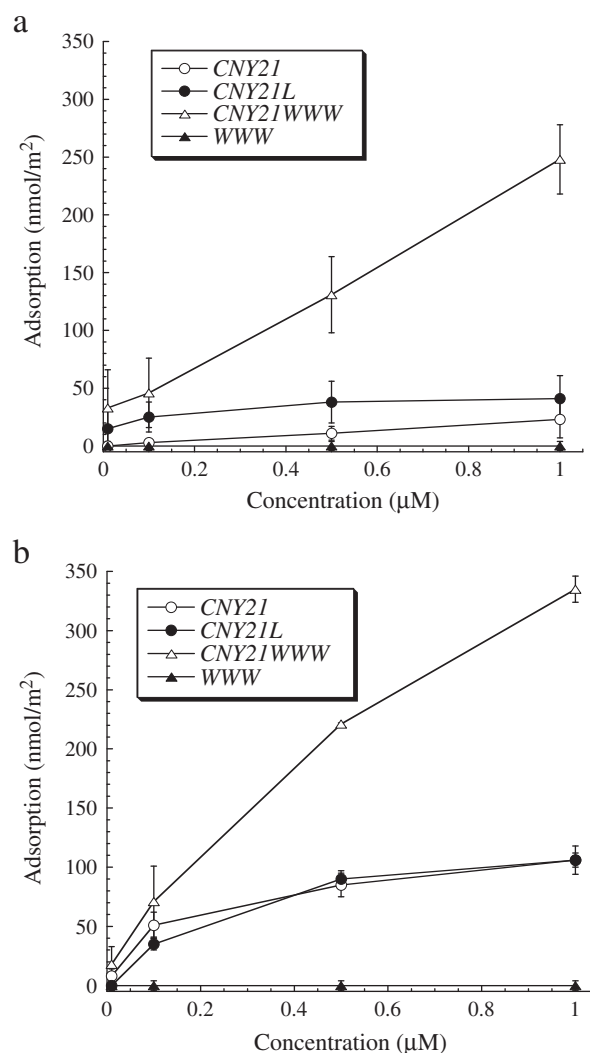 a
350
300
250
200
150
100
50
0
Adsorption (nmol/m²)
CNY21
CNY21L
CNY21WWW
WWW
0
0.2
0.4
0.6
0.8
1
Concentration (μM)
b
350
300
250
200
150
100
50
0
Adsorption (nmol/m²)
CNY21
CNY21L
CNY21WWW
WWW
0
0.2
0.4
0.6
0.8
1
Concentration (μM)